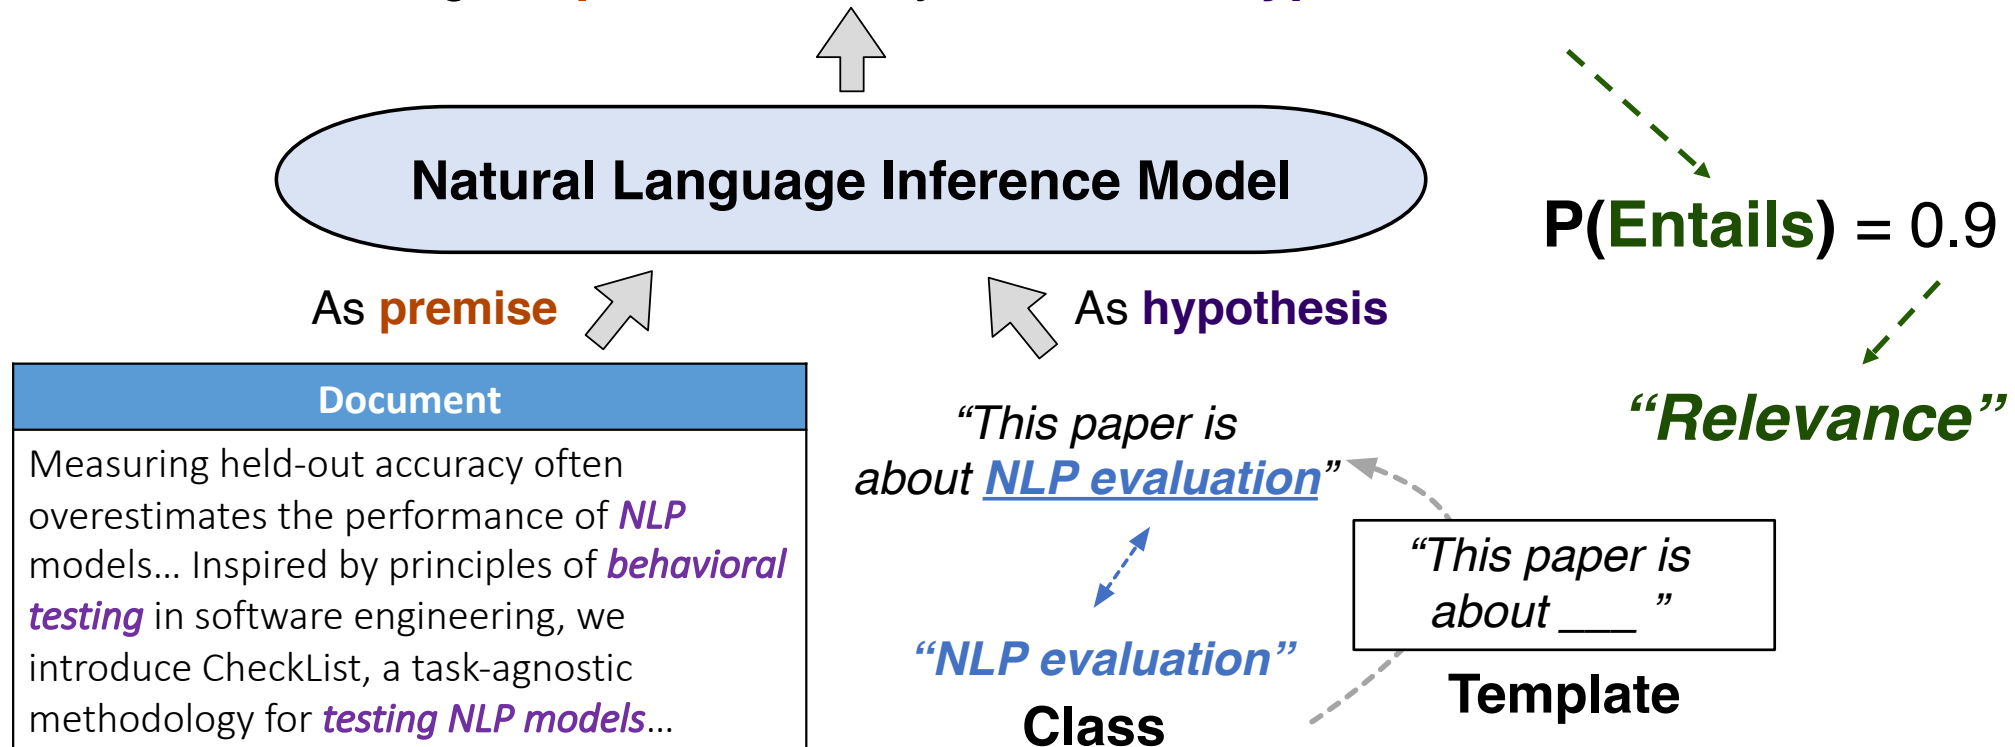 Natural Language Inference Model
P(Entails) = 0.9
As premise
As hypothesis
Document
Measuring held-out accuracy often
overestimates the performance of NLP
models... Inspired by principles of behavioral
testing in software engineering, we
introduce CheckList, a task-agnostic
methodology for testing NLP models...
“This paper is
about NLP evaluation”
“NLP evaluation”
Class
“This paper is
about ___ ”
Template
“Relevance”